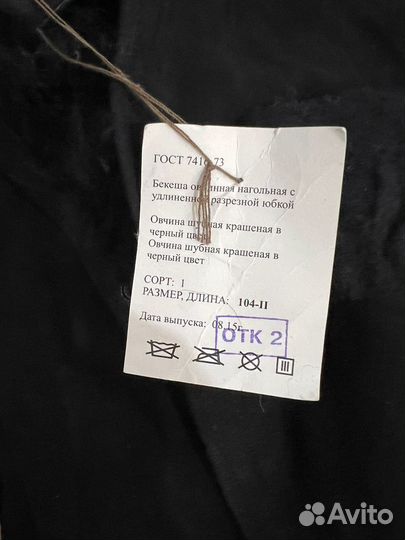 ГОСТ 7416-73
Бекеша овчинная нагольная с
удлиненной разрезной юбкой
Овчина шубная крашеная в
черный цвет
Овчина шубная крашеная в
черный цвет
СОРТ: 1
РАЗМЕР, ДЛИНА: 104-II
Дата выпуска: 08.15г.
ОТК 2
III
Avito